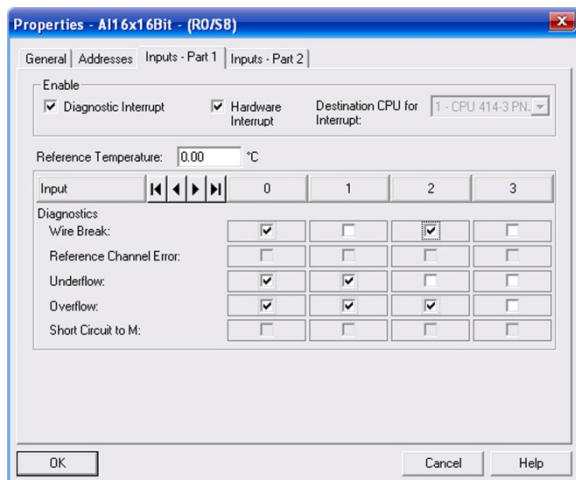 Properties - AI16x16Bit - (R0/S8)
General
Addresses
Inputs - Part 1
Inputs - Part 2
Enable
Diagnostic Interrupt
Hardware
Interrupt
Destination CPU for
Interrupt:
1 - CPU 414-3 PN.
Reference Temperature:
0.00
°C
Input
0
1
2
3
Diagnostics
Wire Break:
Reference Channel Error:
Underflow:
Overflow:
Short Circuit to M:
OK
Cancel
Help